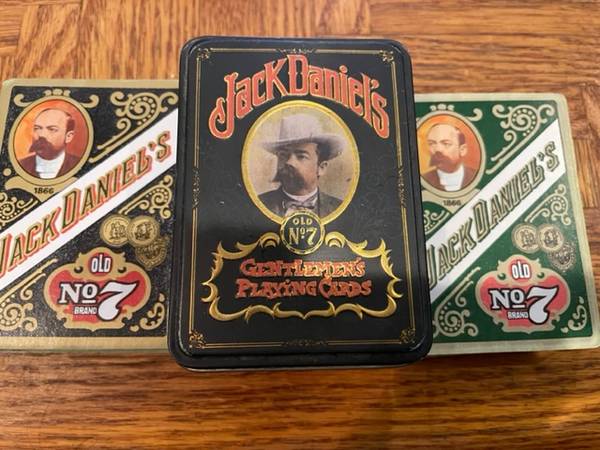 1866
JACK DANIEL'S
OLD
No 7
BRAND
Jack Daniel's
OLD
No. 7
GENTLEMEN'S
PLAYING CARDS
1866
JACK DANIEL'S
OLD
No 7
BRAND